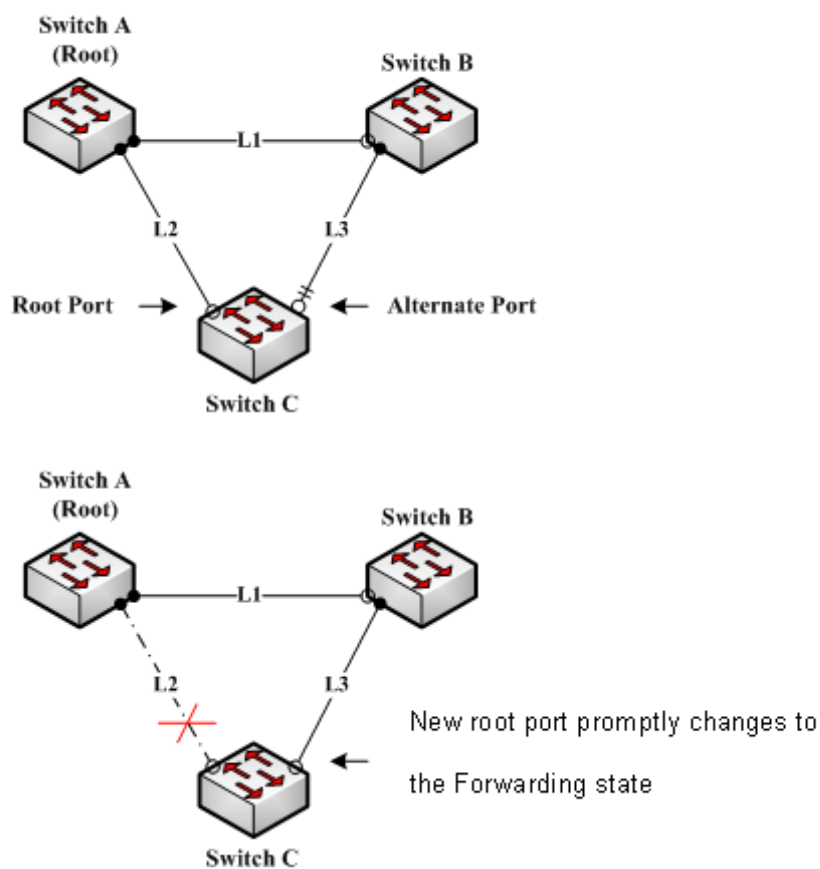 Switch A
(Root)
Switch B
L1
L2
L3
Root Port
Alternate Port
Switch C
Switch A
(Root)
Switch B
L1
L2
L3
New root port promptly changes to
the Forwarding state
Switch C